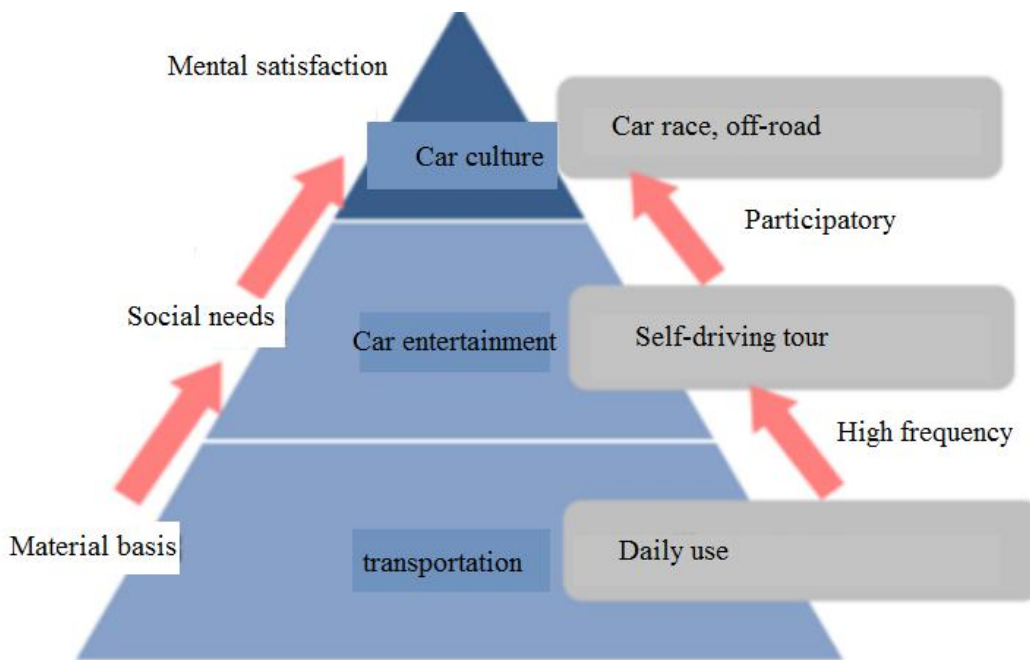 Mental satisfaction
Car race, off-road
Car culture
Participatory
Social needs
Car entertainment
Self-driving tour
High frequency
Material basis
transportation
Daily use